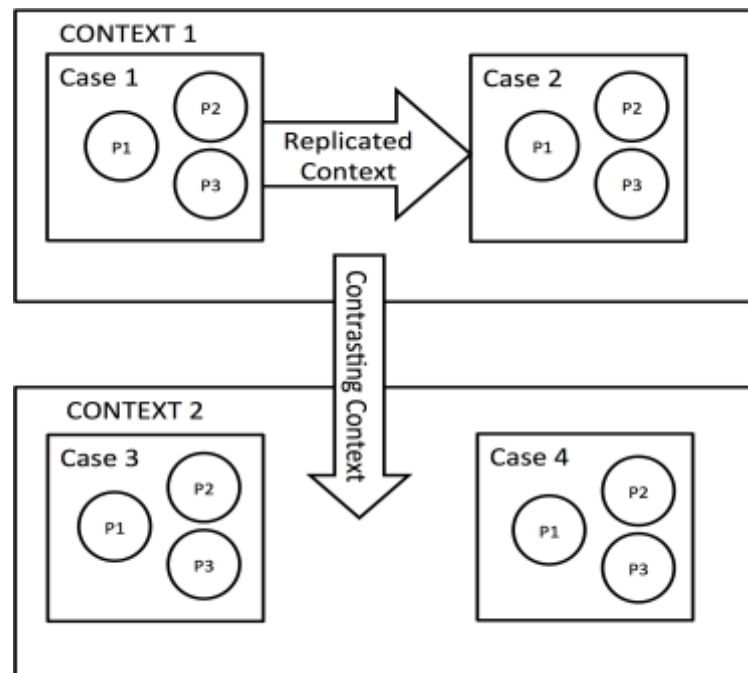 CONTEXT 1
Case 1
P1
P2
P3
Replicated
Context
Case 2
P1
P2
P3
Contrasting Context
CONTEXT 2
Case 3
P1
P2
P3
Case 4
P1
P2
P3